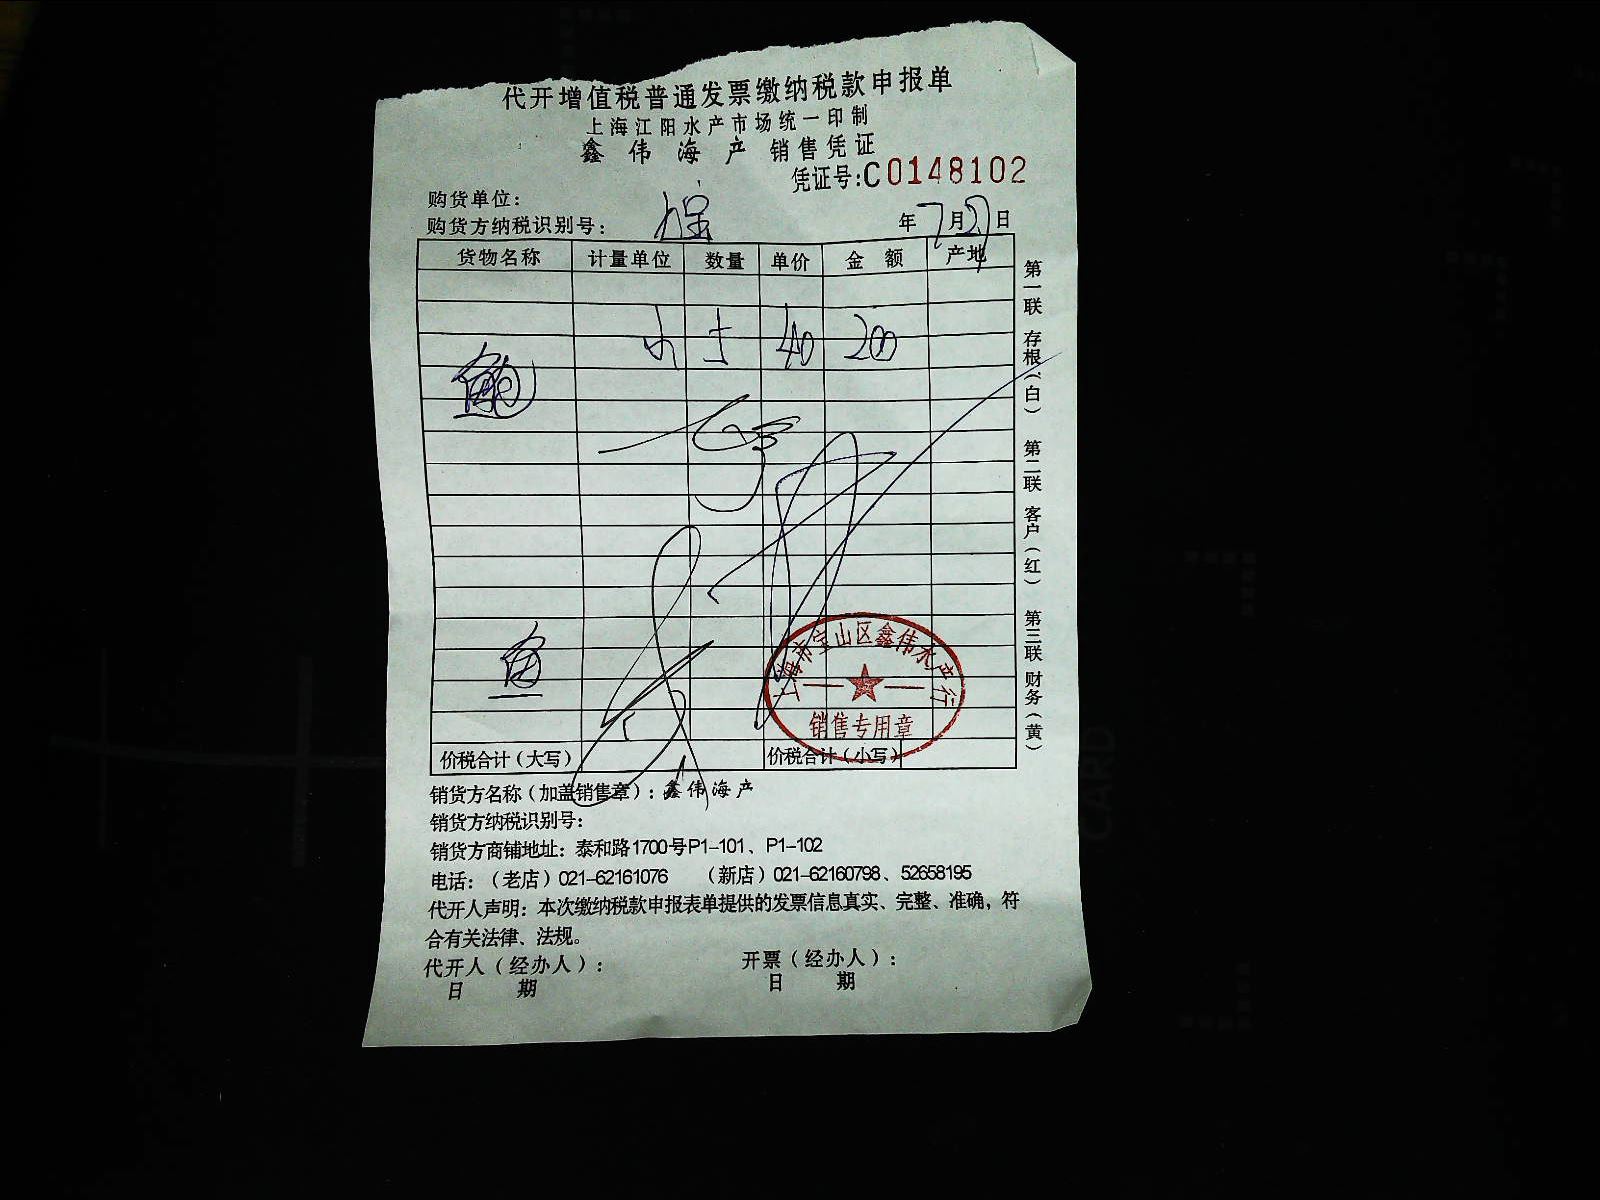 代开增值税普通发票缴纳税款申报单
上海江阳水产市场统一印制
鑫伟海产销售凭证
凭证号:C0148102
购货单位:
购货方纳税识别号:
年7月29日
货物名称 计量单位 数量 单价 金额 产地
40 200
价税合计(大写) 价税合计(小写)
上海市宝山区鑫伟水产行
销售专用章
第一联 存根(白) 第二联 客户(红) 第三联 财务(黄)
销货方名称(加盖销售章):鑫伟海产
销货方纳税识别号:
销货方商铺地址:泰和路1700号P1-101、P1-102
电话:(老店)021-62161076 (新店)021-62160798、52658195
代开人声明:本次缴纳税款申报表单提供的发票信息真实、完整、准确,符
合有关法律、法规。
代开人(经办人): 开票(经办人):
日 期 日 期
CARD